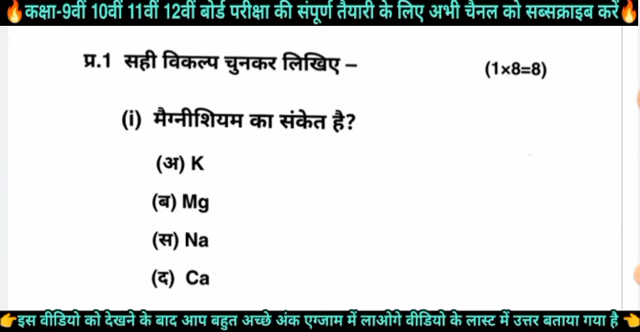 🔥कक्षा-9वीं 10वीं 11वीं 12वीं बोर्ड परीक्षा की संपूर्ण तैयारी के लिए अभी चैनल को सब्सक्राइब करें🔥
प्र.1 सही विकल्प चुनकर लिखिए – (1×8=8)
(i) मैग्नीशियम का संकेत है?
(अ) K
(ब) Mg
(स) Na
(द) Ca
👉इस वीडियो को देखने के बाद आप बहुत अच्छे अंक एग्जाम में लाओगे वीडियो के लास्ट में उत्तर बताया गया है👈